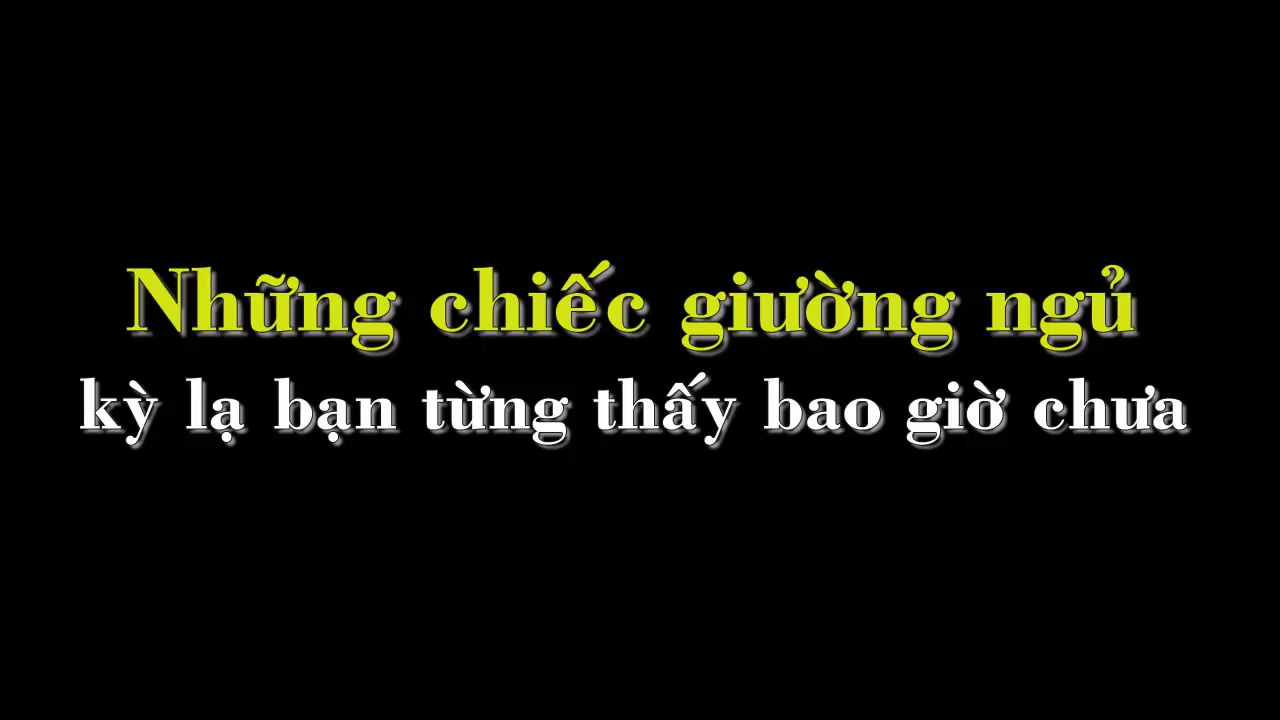 Những chiếc giường ngủ
kỳ lạ bạn từng thấy bao giờ chưa